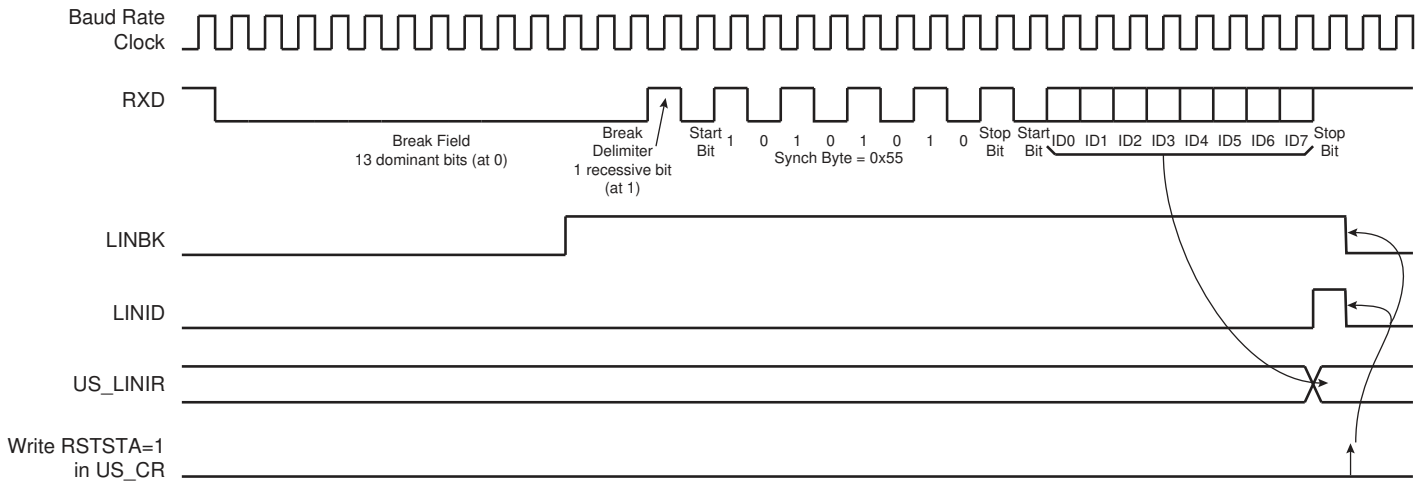 Baud Rate
Clock
RXD
Break Field
13 dominant bits (at 0)
Break
Delimiter
1 recessive bit
(at 1)
Start
Bit
1 0 1 0 1 0 1 0
Synch Byte = 0x55
Stop
Bit
Start
Bit
ID0 ID1 ID2 ID3 ID4 ID5 ID6 ID7
Stop
Bit
LINBK
LINID
US_LINIR
Write RSTSTA=1
in US_CR